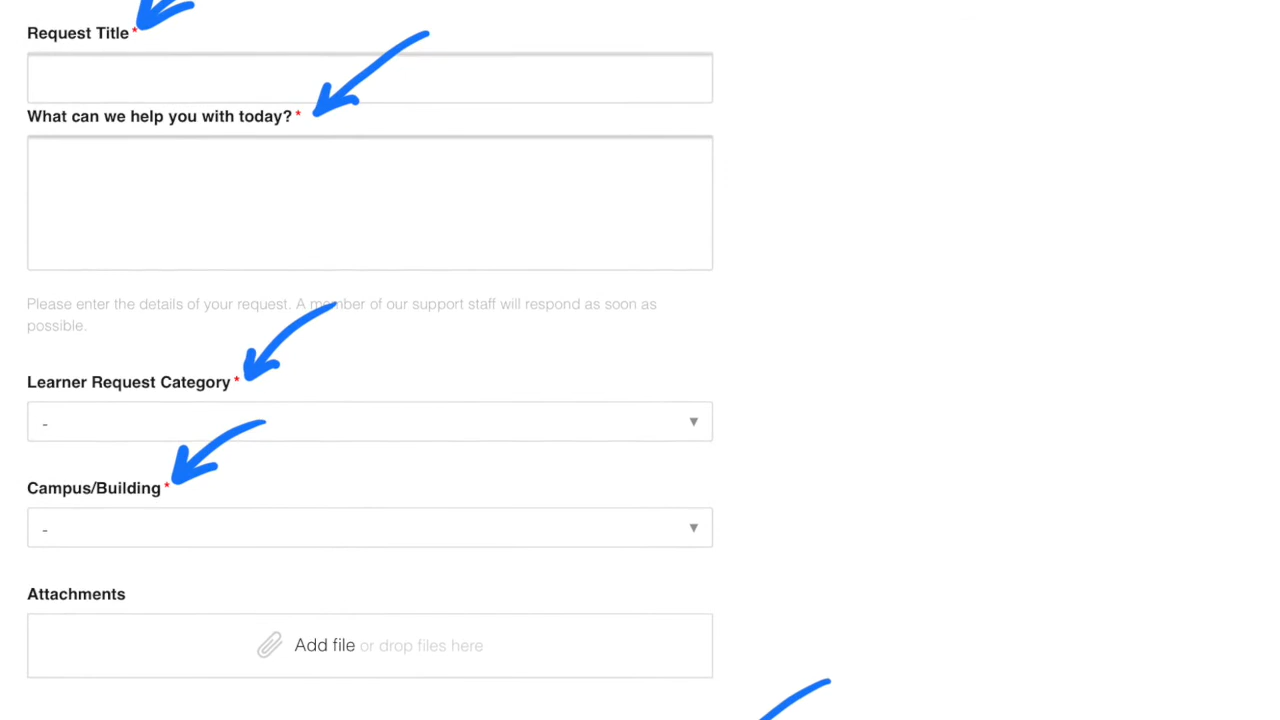 Request Title *
What can we help you with today? *
Please enter the details of your request. A member of our support staff will respond as soon as
possible.
Learner Request Category *
-
Campus/Building *
-
Attachments
Add file or drop files here